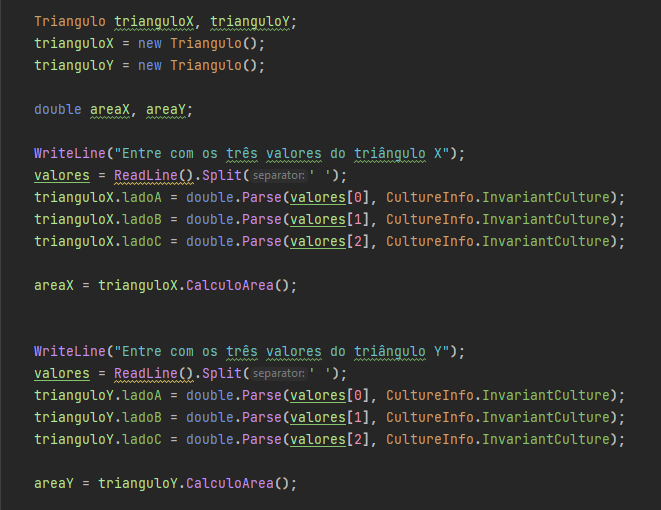 Triangulo trianguloX, trianguloY;
trianguloX = new Triangulo();
trianguloY = new Triangulo();
double areaX, areaY;
WriteLine("Entre com os três valores do triângulo X");
valores = ReadLine().Split(separator:' ');
trianguloX.ladoA = double.Parse(valores[0], CultureInfo.InvariantCulture);
trianguloX.ladoB = double.Parse(valores[1], CultureInfo.InvariantCulture);
trianguloX.ladoC = double.Parse(valores[2], CultureInfo.InvariantCulture);
areaX = trianguloX.CalculoArea();
WriteLine("Entre com os três valores do triângulo Y");
valores = ReadLine().Split(separator:' ');
trianguloY.ladoA = double.Parse(valores[0], CultureInfo.InvariantCulture);
trianguloY.ladoB = double.Parse(valores[1], CultureInfo.InvariantCulture);
trianguloY.ladoC = double.Parse(valores[2], CultureInfo.InvariantCulture);
areaY = trianguloY.CalculoArea();